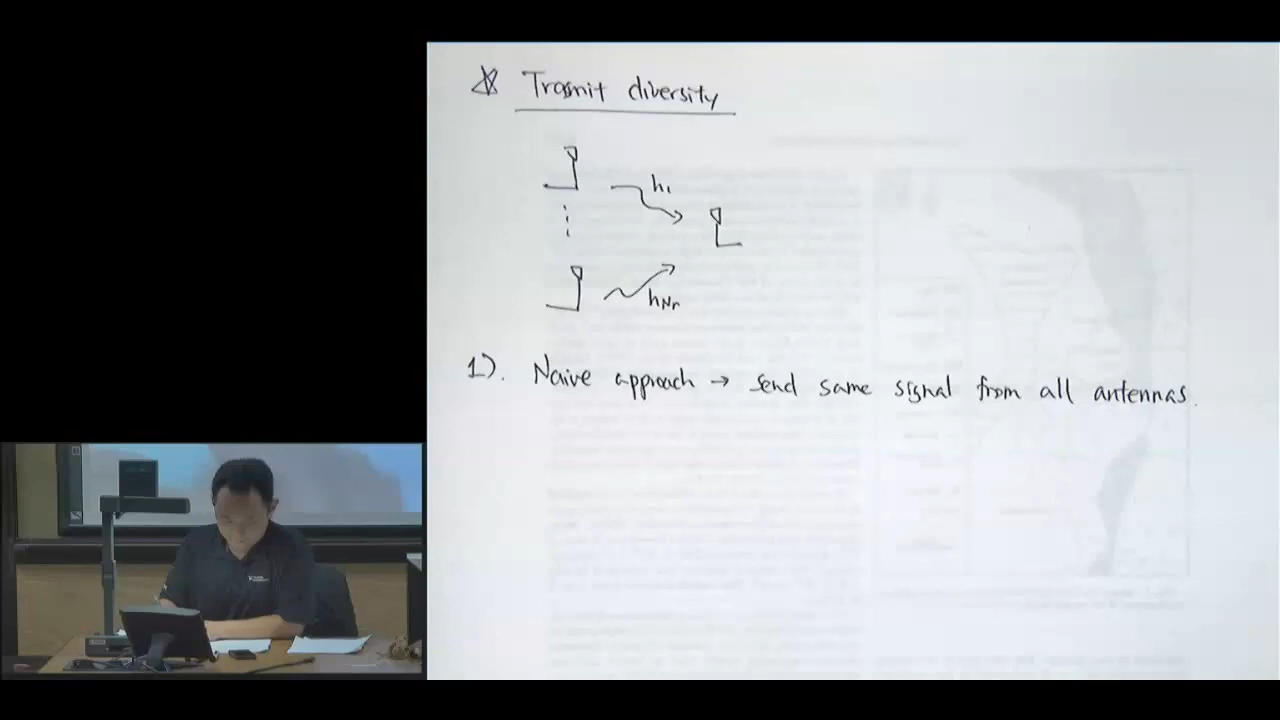 Trasmit diversity
h₁
hNr
1). Naive approach → send same signal from all antennas.